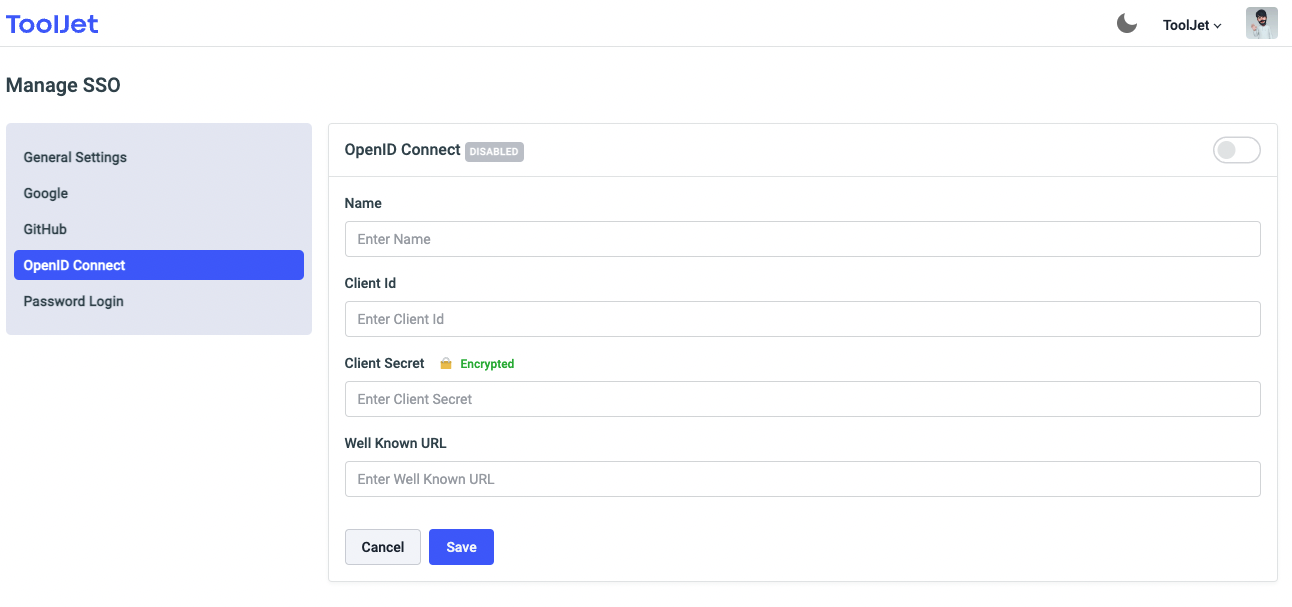 ToolJet
ToolJet
Manage SSO
General Settings
Google
GitHub
OpenID Connect
Password Login
OpenID Connect DISABLED
Name
Enter Name
Client Id
Enter Client Id
Client Secret Encrypted
Enter Client Secret
Well Known URL
Enter Well Known URL
Cancel Save